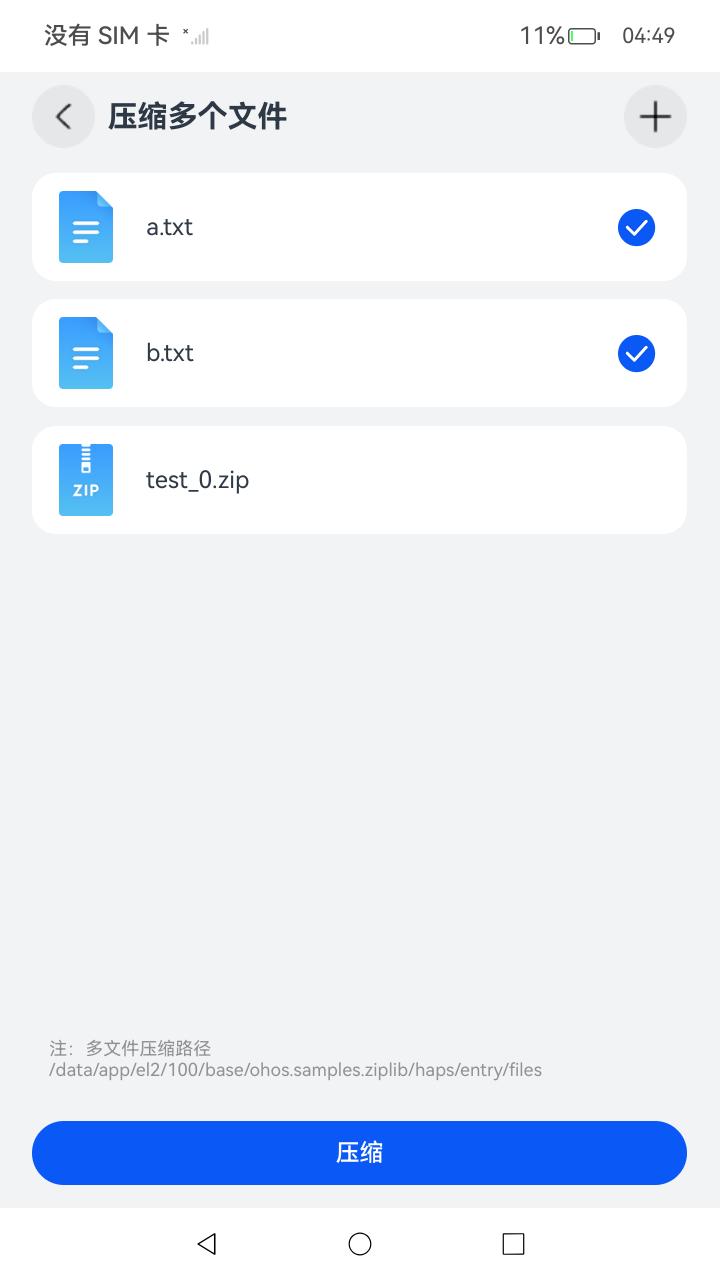 没有 SIM 卡
11%
04:49
压缩多个文件
a.txt
b.txt
ZIP
test_0.zip
注：多文件压缩路径
/data/app/el2/100/base/ohos.samples.ziplib/haps/entry/files
压缩